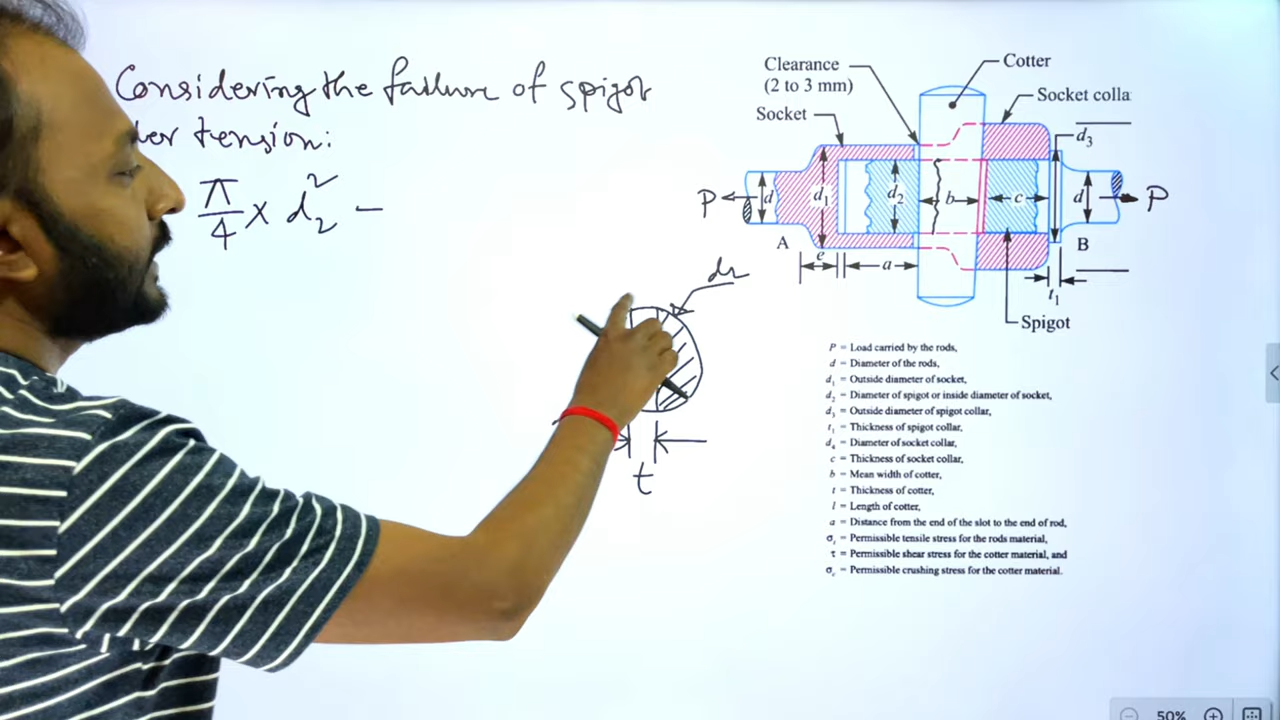 Considering the failure of spigot
tension:
π/4 × d₂² −
d₂
t
Clearance
(2 to 3 mm)
Socket
Cotter
Socket colla
d₃
P d d₁ d₂ b c d P
A e a t₁ B
Spigot
P = Load carried by the rods,
d = Diameter of the rods,
d₁ = Outside diameter of socket,
d₂ = Diameter of spigot or inside diameter of socket,
d₃ = Outside diameter of spigot collar,
t₁ = Thickness of spigot collar,
d₄ = Diameter of socket collar,
c = Thickness of socket collar,
b = Mean width of cotter,
t = Thickness of cotter,
l = Length of cotter,
a = Distance from the end of the slot to the end of rod,
σₜ = Permissible tensile stress for the rods material,
τ = Permissible shear stress for the cotter material, and
σ꜀ = Permissible crushing stress for the cotter material.
50%